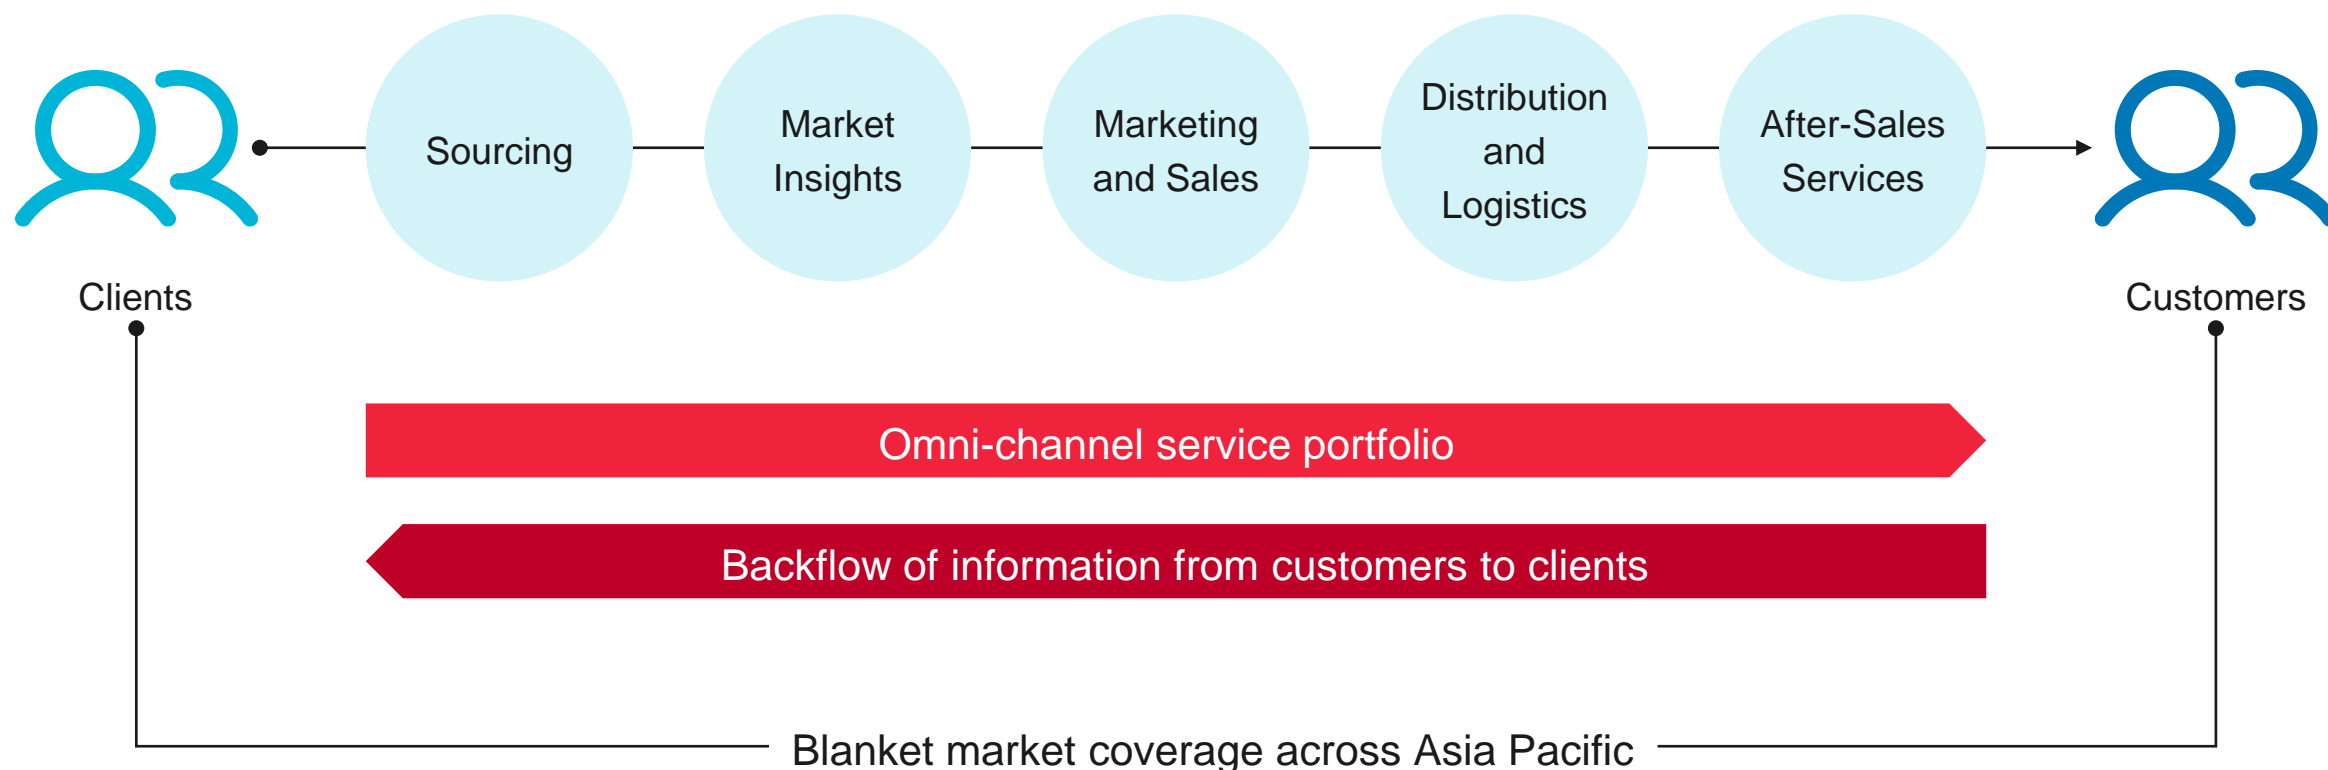 Sourcing
Market
Insights
Marketing
and Sales
Distribution
and
Logistics
After-Sales
Services
Clients
Customers
Omni-channel service portfolio
Backflow of information from customers to clients
Blanket market coverage across Asia Pacific